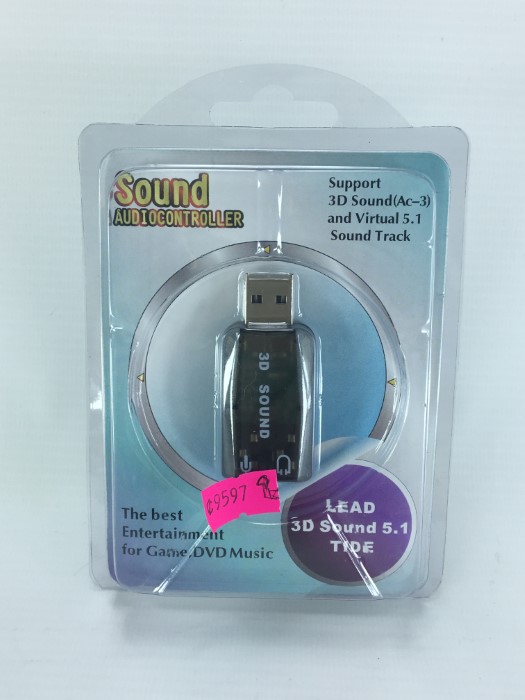 Sound
AUDIOCONTROLLER
Support
3D Sound(Ac-3)
and Virtual 5.1
Sound Track
3D SOUND
¢9597
LEAD
3D Sound 5.1
TIDE
The best
Entertainment
for Game,DVD Music